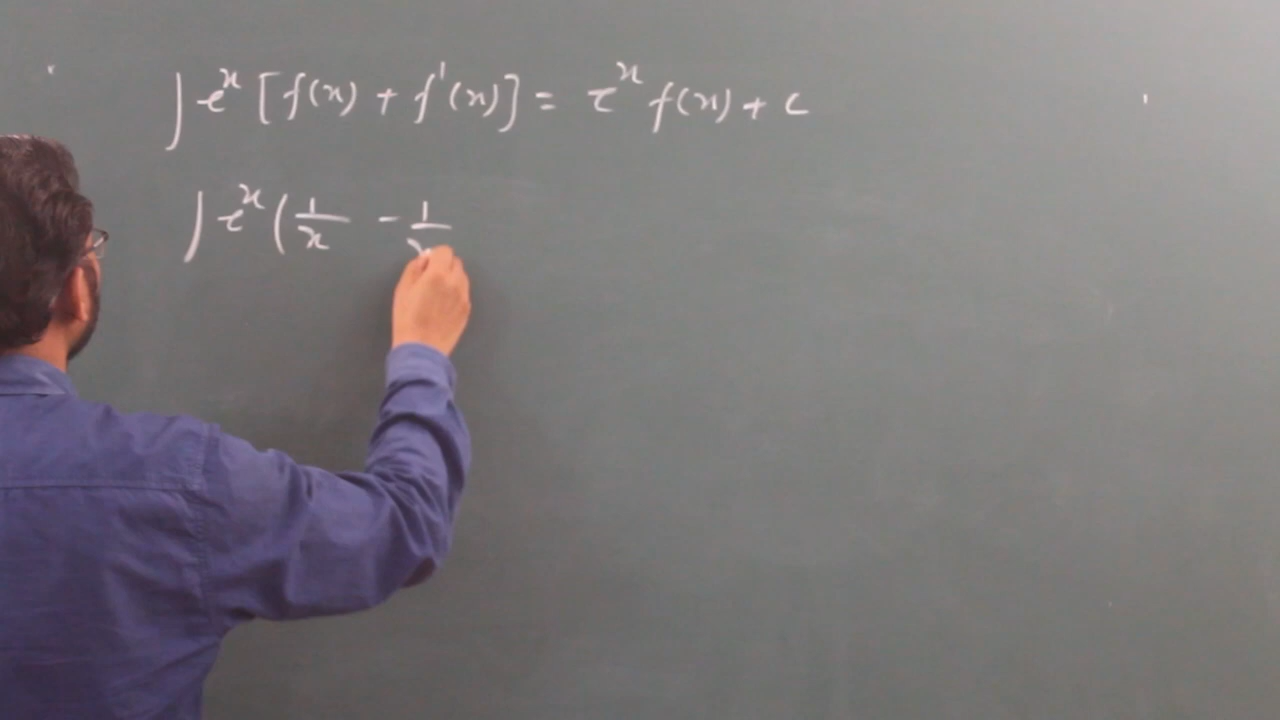 ∫ e^x [f(x) + f'(x)] = e^x f(x) + c
∫ e^x (1/x - 1/x